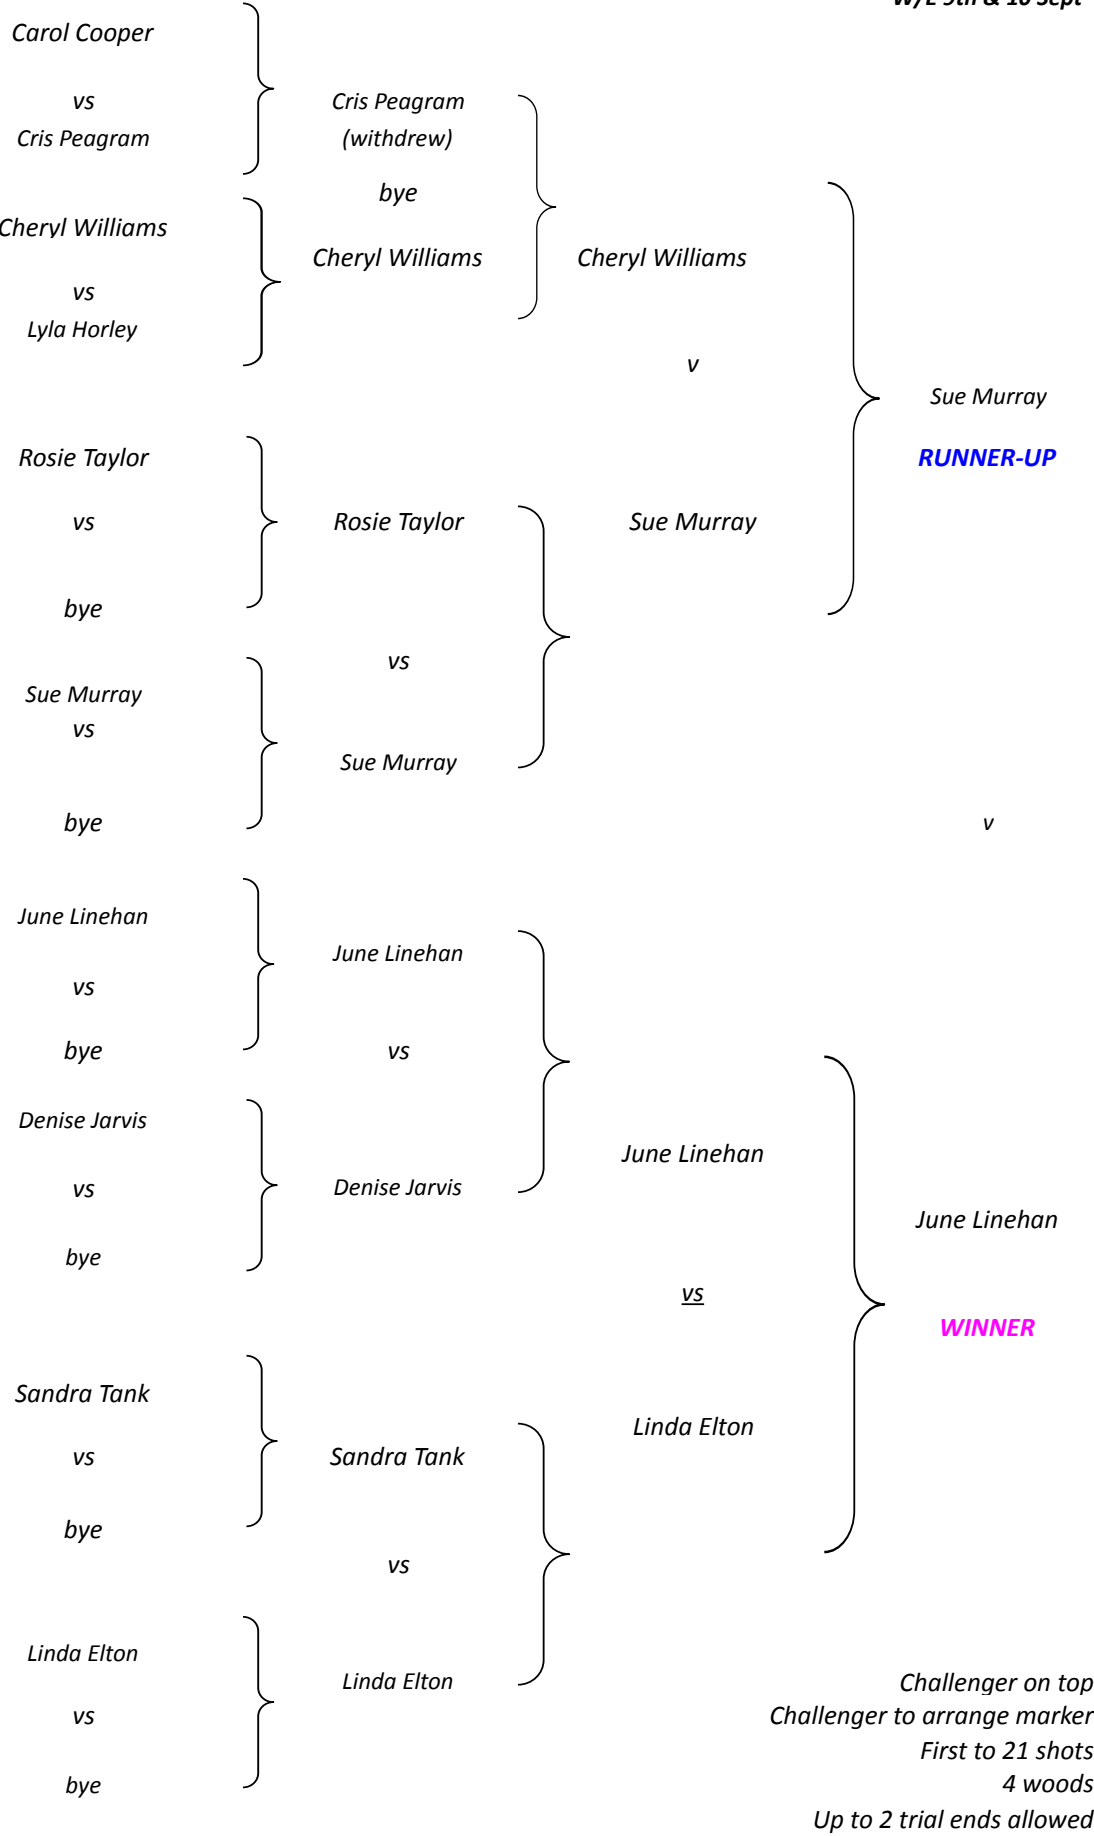 W/E 9th & 10 Sept
Carol Cooper
vs
Cris Peagram
Cheryl Williams
vs
Lyla Horley
Rosie Taylor
vs
bye
Sue Murray
vs
bye
June Linehan
vs
bye
Denise Jarvis
vs
bye
Sandra Tank
vs
bye
Linda Elton
vs
bye
Cris Peagram
(withdrew)
bye
Cheryl Williams
Rosie Taylor
vs
Sue Murray
June Linehan
vs
Denise Jarvis
Sandra Tank
vs
Linda Elton
Cheryl Williams
v
Sue Murray
June Linehan
vs
Linda Elton
Sue Murray
RUNNER-UP
v
June Linehan
WINNER
Challenger on top
Challenger to arrange marker
First to 21 shots
4 woods
Up to 2 trial ends allowed